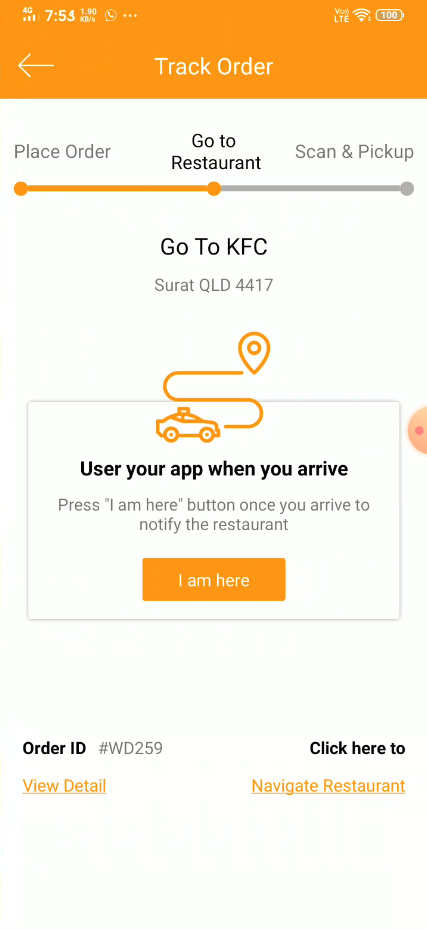 4G 7:54 1.90 KB/s ... Vo)) LTE 100
Track Order
Place Order
Go to
Restaurant
Scan & Pickup
Go To KFC
Surat QLD 4417
User your app when you arrive
Press "I am here" button once you arrive to
notify the restaurant
I am here
Order ID #WD259
Click here to
View Detail
Navigate Restaurant